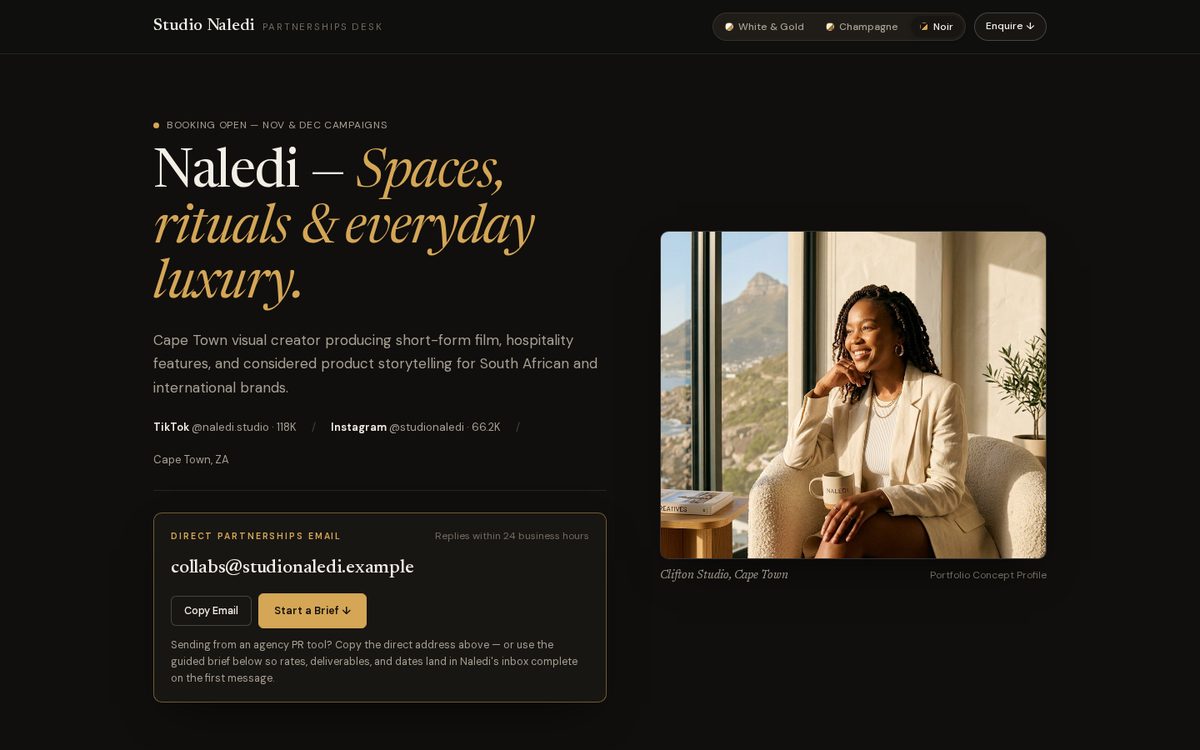 Studio Naledi PARTNERSHIPS DESK
White & Gold Champagne Noir Enquire ↓
BOOKING OPEN — NOV & DEC CAMPAIGNS
Naledi — Spaces,
rituals & everyday
luxury.
Cape Town visual creator producing short-form film, hospitality
features, and considered product storytelling for South African and
international brands.
TikTok @naledi.studio · 118K / Instagram @studionaledi · 66.2K /
Cape Town, ZA
DIRECT PARTNERSHIPS EMAIL Replies within 24 business hours
collabs@studionaledi.example
Copy Email Start a Brief ↓
Sending from an agency PR tool? Copy the direct address above — or use the
guided brief below so rates, deliverables, and dates land in Naledi's inbox complete
on the first message.
NALEDI
Clifton Studio, Cape Town Portfolio Concept Profile